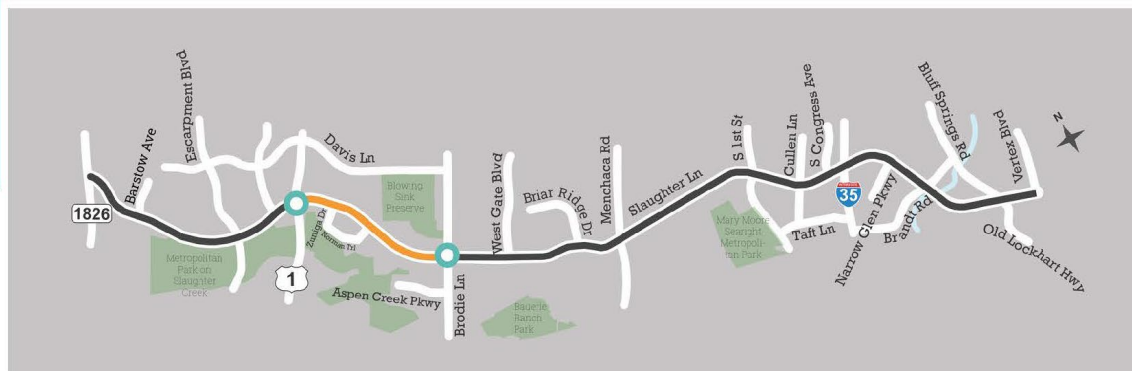 1826
Barstow Ave
Escarpment Blvd
Metropolitan
Park on
Slaughter
Creek
Davis Ln
Zuniga Dr
Norman Trl
1
Blowing
Sink
Preserve
Aspen Creek Pkwy
Brodie Ln
West Gate Blvd
Briar Ridge Dr
Bauerle
Ranch
Park
Menchaca Rd
Slaughter Ln
S 1st St
Mary Moore
Searight
Metropoli-
tan Park
Cullen Ln
S Congress Ave
Taft Ln
35
Narrow Glen Pkwy
Brandt Rd
Bluff Springs Rd
Vertex Blvd
Old Lockhart Hwy
N